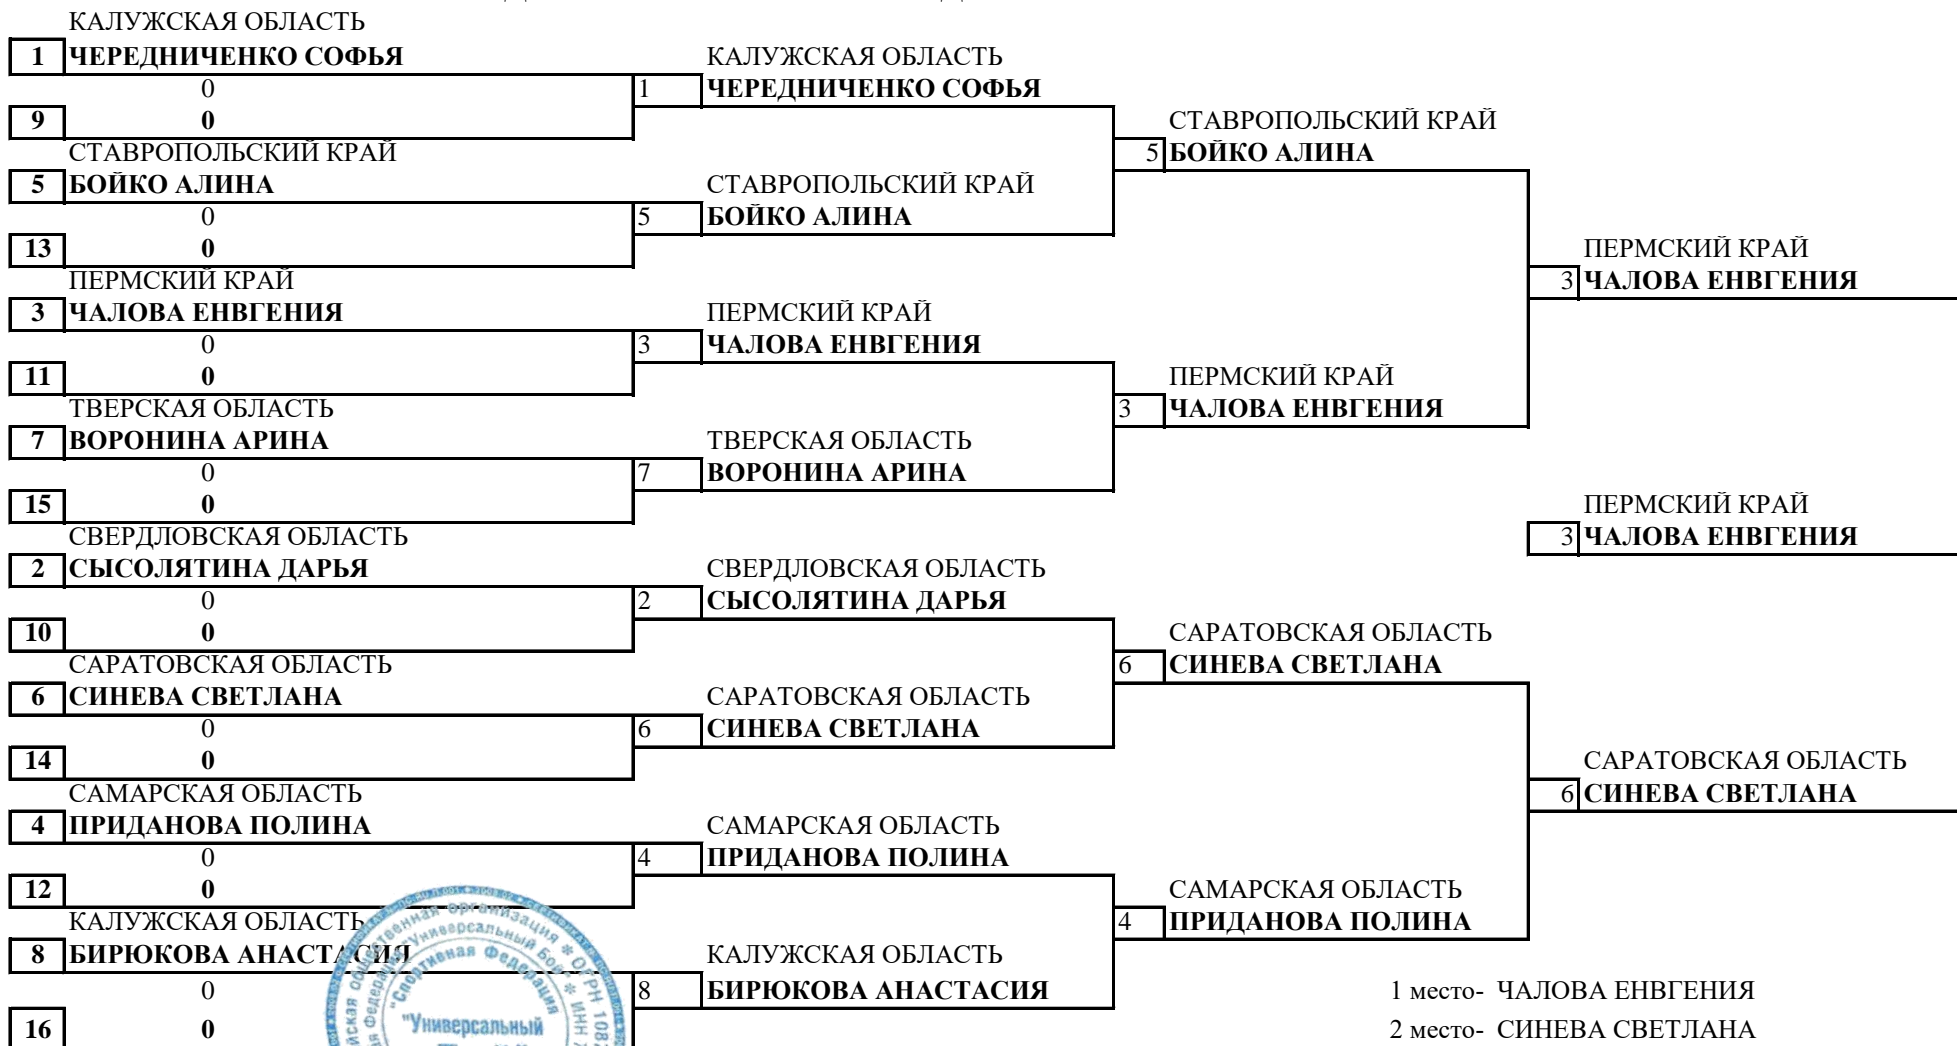 КАЛУЖСКАЯ ОБЛАСТЬ
1 ЧЕРЕДНИЧЕНКО СОФЬЯ
0
9 0
СТАВРОПОЛЬСКИЙ КРАЙ
5 БОЙКО АЛИНА
0
13 0
ПЕРМСКИЙ КРАЙ
3 ЧАЛОВА ЕНВГЕНИЯ
0
11 0
ТВЕРСКАЯ ОБЛАСТЬ
7 ВОРОНИНА АРИНА
0
15 0
СВЕРДЛОВСКАЯ ОБЛАСТЬ
2 СЫСОЛЯТИНА ДАРЬЯ
0
10 0
САРАТОВСКАЯ ОБЛАСТЬ
6 СИНЕВА СВЕТЛАНА
0
14 0
САМАРСКАЯ ОБЛАСТЬ
4 ПРИДАНОВА ПОЛИНА
0
12 0
КАЛУЖСКАЯ ОБЛАСТЬ
8 БИРЮКОВА АНАСТАСИЯ
0
16 0
КАЛУЖСКАЯ ОБЛАСТЬ
1 ЧЕРЕДНИЧЕНКО СОФЬЯ
СТАВРОПОЛЬСКИЙ КРАЙ
5 БОЙКО АЛИНА
ПЕРМСКИЙ КРАЙ
3 ЧАЛОВА ЕНВГЕНИЯ
ТВЕРСКАЯ ОБЛАСТЬ
7 ВОРОНИНА АРИНА
СВЕРДЛОВСКАЯ ОБЛАСТЬ
2 СЫСОЛЯТИНА ДАРЬЯ
САРАТОВСКАЯ ОБЛАСТЬ
6 СИНЕВА СВЕТЛАНА
САМАРСКАЯ ОБЛАСТЬ
4 ПРИДАНОВА ПОЛИНА
КАЛУЖСКАЯ ОБЛАСТЬ
8 БИРЮКОВА АНАСТАСИЯ
СТАВРОПОЛЬСКИЙ КРАЙ
5 БОЙКО АЛИНА
ПЕРМСКИЙ КРАЙ
3 ЧАЛОВА ЕНВГЕНИЯ
САРАТОВСКАЯ ОБЛАСТЬ
6 СИНЕВА СВЕТЛАНА
САМАРСКАЯ ОБЛАСТЬ
4 ПРИДАНОВА ПОЛИНА
ПЕРМСКИЙ КРАЙ
3 ЧАЛОВА ЕНВГЕНИЯ
ПЕРМСКИЙ КРАЙ
3 ЧАЛОВА ЕНВГЕНИЯ
САРАТОВСКАЯ ОБЛАСТЬ
6 СИНЕВА СВЕТЛАНА
1 место- ЧАЛОВА ЕНВГЕНИЯ
2 место- СИНЕВА СВЕТЛАНА
организация * ОГРН
"Универсальный Бой" * ИНН
"Спортивная Федерация
"Универсальный